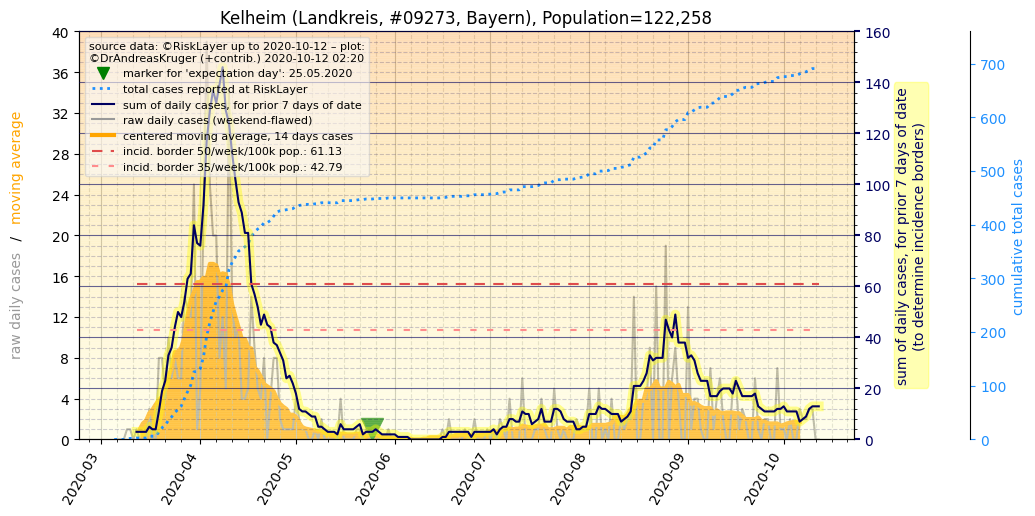 Kelheim (Landkreis, #09273, Bayern), Population=122,258
source data: ©RiskLayer up to 2020-10-12 – plot:
©DrAndreasKruger (+contrib.) 2020-10-12 02:20
marker for 'expectation day': 25.05.2020
total cases reported at RiskLayer
sum of daily cases, for prior 7 days of date
raw daily cases (weekend-flawed)
centered moving average, 14 days cases
incid. border 50/week/100k pop.: 61.13
incid. border 35/week/100k pop.: 42.79
raw daily cases / moving average
40
36
32
28
24
20
16
12
8
4
0
2020-03
2020-04
2020-05
2020-06
2020-07
2020-08
2020-09
2020-10
160
140
120
100
80
60
40
20
0
sum of daily cases, for prior 7 days of date
(to determine incidence borders)
700
600
500
400
300
200
100
0
cumulative total cases